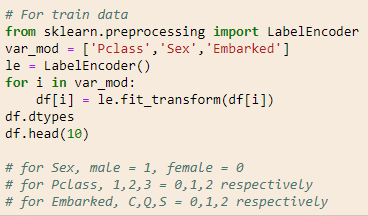 # For train data
from sklearn.preprocessing import LabelEncoder
var_mod = ['Pclass','Sex','Embarked']
le = LabelEncoder()
for i in var_mod:
    df[i] = le.fit_transform(df[i])
df.dtypes
df.head(10)

# for Sex, male = 1, female = 0
# for Pclass, 1,2,3 = 0,1,2 respectively
# for Embarked, C,Q,S = 0,1,2 respectively